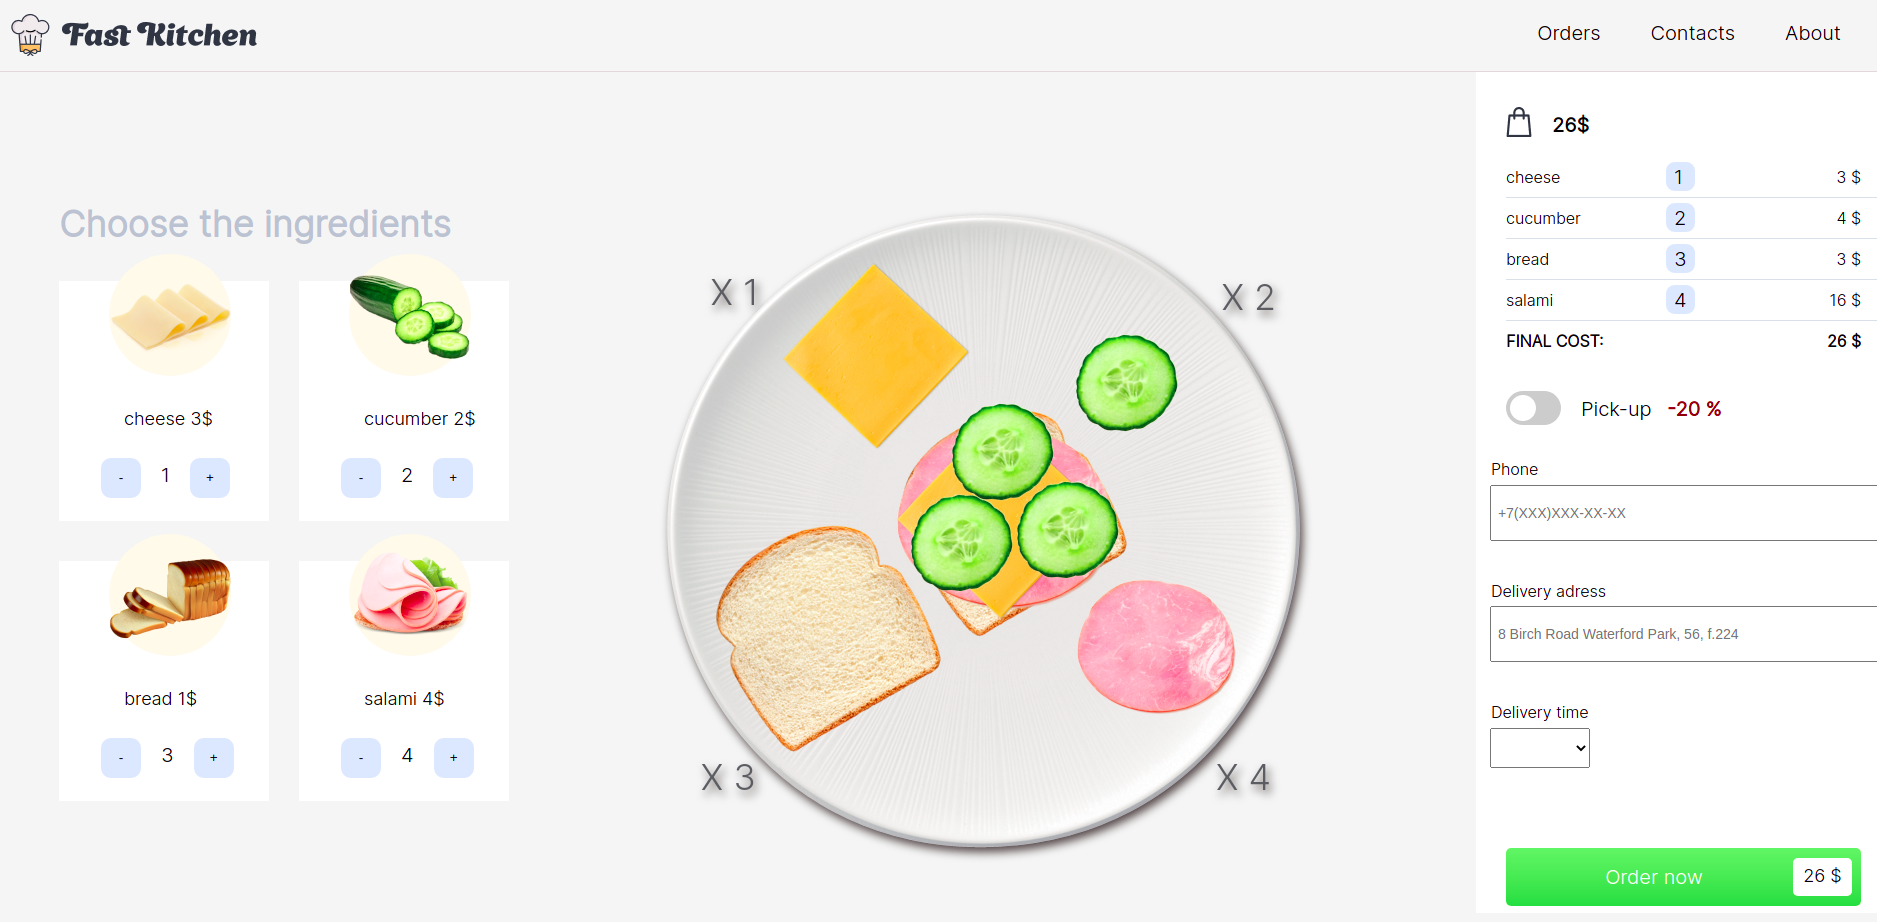 Fast Kitchen
Orders Contacts About
Choose the ingredients
cheese 3$
- 1 +
cucumber 2$
- 2 +
bread 1$
- 3 +
salami 4$
- 4 +
X 1
X 2
X 3
X 4
26$
cheese 1 3 $
cucumber 2 4 $
bread 3 3 $
salami 4 16 $
FINAL COST: 26 $
Pick-up -20 %
Phone
+7(XXX)XXX-XX-XX
Delivery adress
8 Birch Road Waterford Park, 56, f.224
Delivery time
Order now 26 $